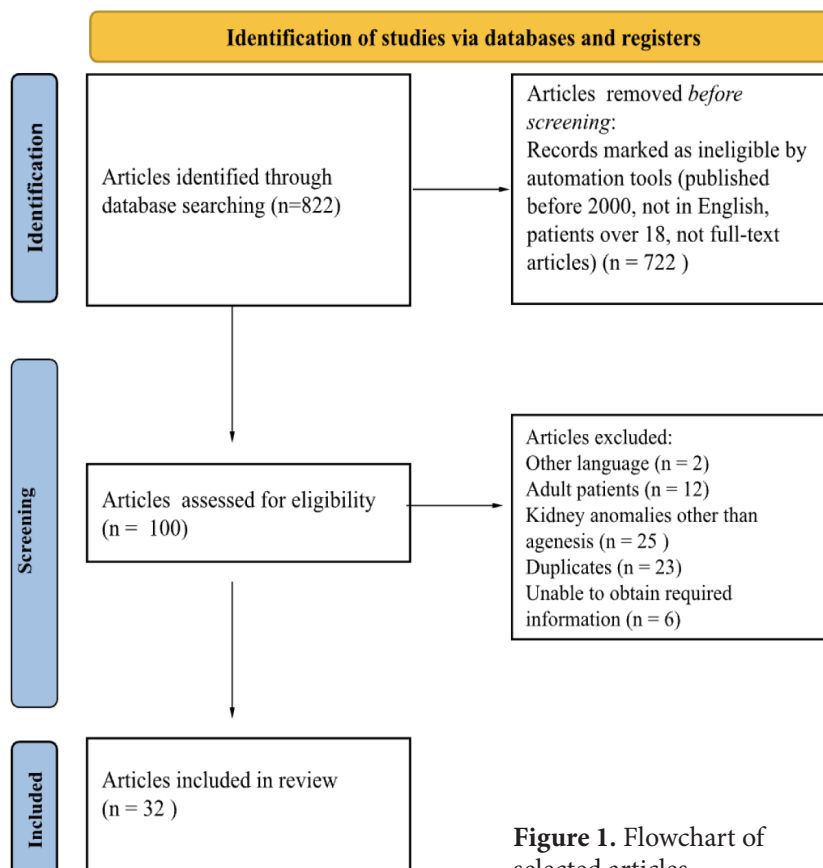 Identification of studies via databases and registers
Identification
Articles identified through
database searching (n=822)
Articles removed before
screening:
Records marked as ineligible by
automation tools (published
before 2000, not in English,
patients over 18, not full-text
articles) (n = 722 )
Screening
Articles assessed for eligibility
(n = 100)
Articles excluded:
Other language (n = 2)
Adult patients (n = 12)
Kidney anomalies other than
agenesis (n = 25 )
Duplicates (n = 23)
Unable to obtain required
information (n = 6)
Included
Articles included in review
(n = 32 )
Figure 1. Flowchart of
selected articles